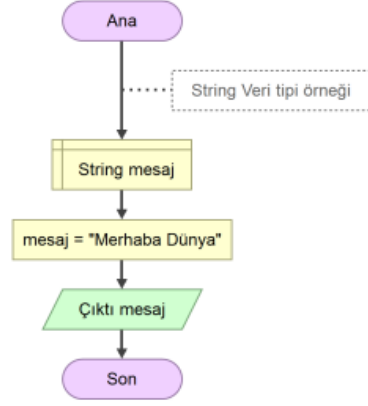 Ana
String Veri tipi örneği
String mesaj
mesaj = "Merhaba Dünya"
Çıktı mesaj
Son